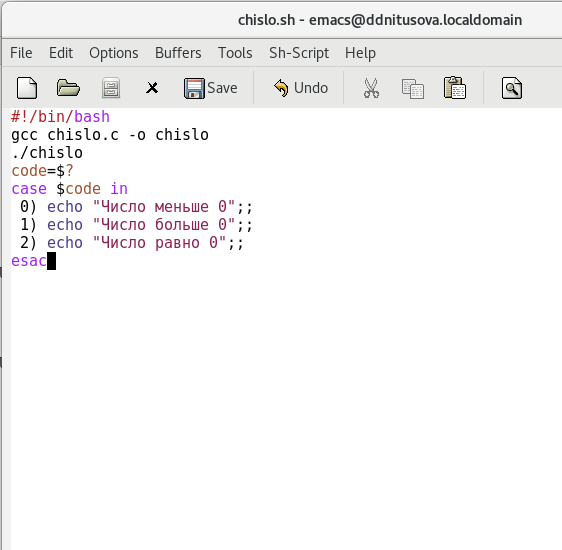 chislo.sh - emacs@ddnitusova.localdomain
File Edit Options Buffers Tools Sh-Script Help
Save Undo
#!/bin/bash
gcc chislo.c -o chislo
./chislo
code=$?
case $code in
 0) echo "Число меньше 0";;
 1) echo "Число больше 0";;
 2) echo "Число равно 0";;
esac